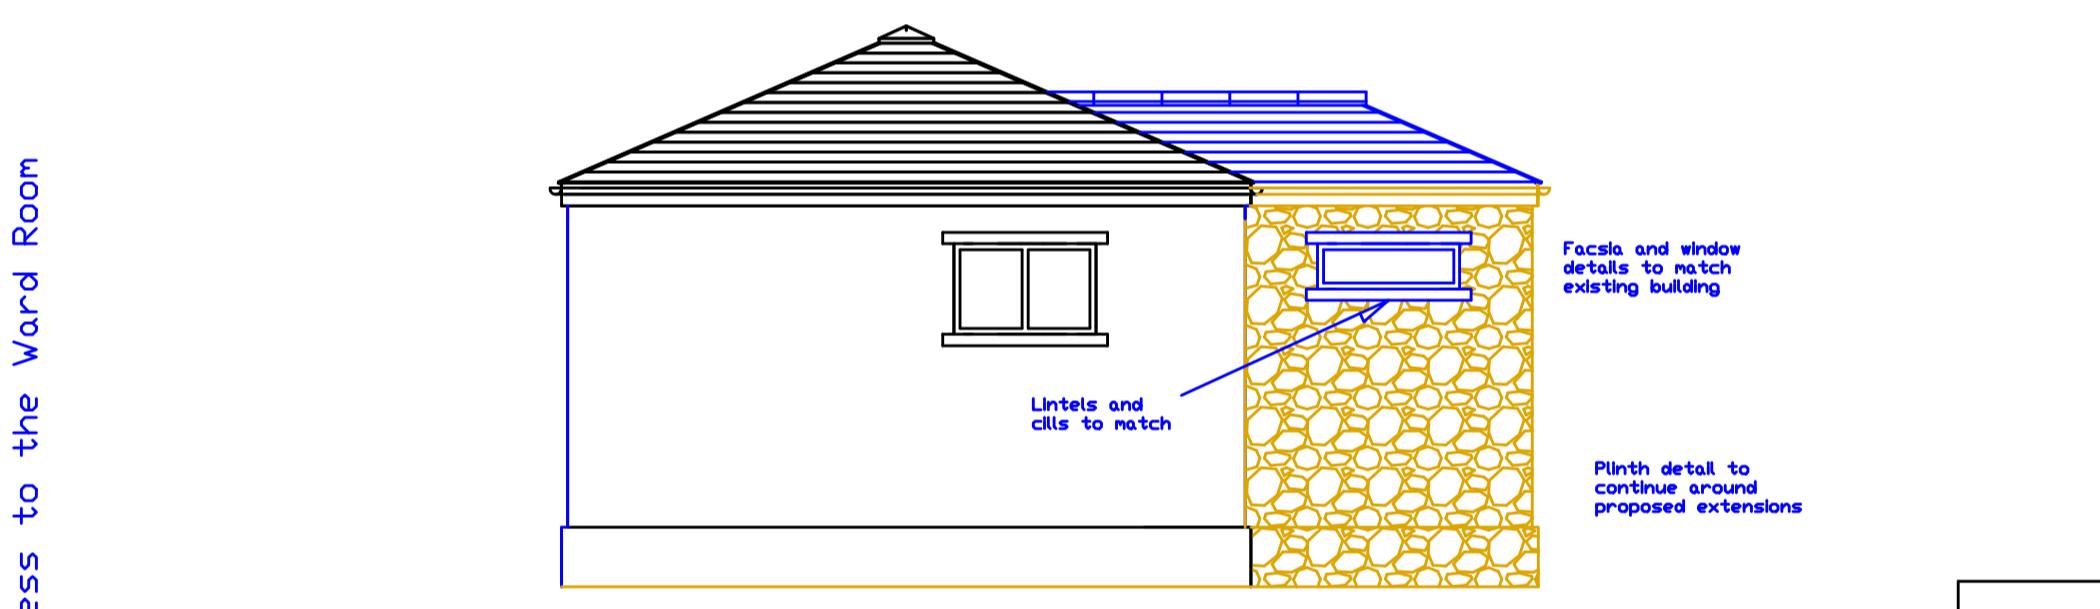 ess to the Ward Room
Facsia and window
details to match
existing building
Lintels and
cills to match
Plinth detail to
continue around
proposed extensions